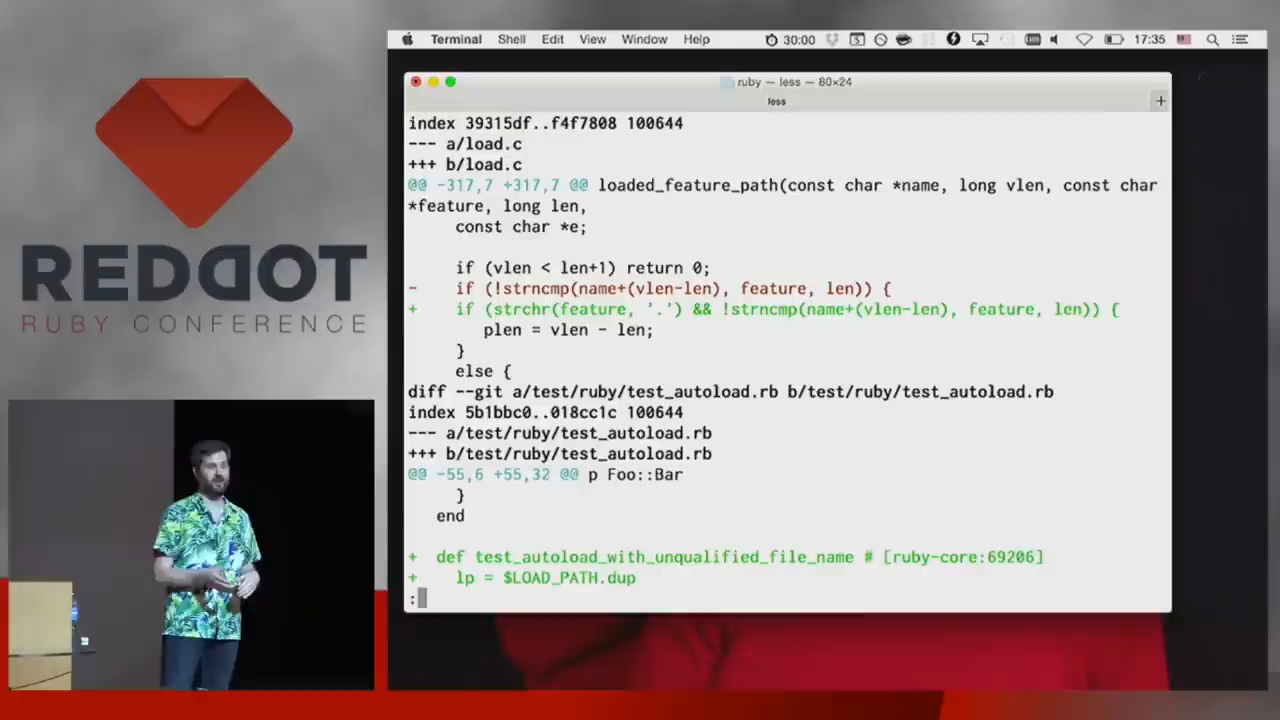 REDDOT
RUBY CONFERENCE
Terminal Shell Edit View Window Help 30:00 17:35
ruby — less — 80×24
less
+
index 39315df..f4f7808 100644
--- a/load.c
+++ b/load.c
@@ -317,7 +317,7 @@ loaded_feature_path(const char *name, long vlen, const char
*feature, long len,
const char *e;
if (vlen < len+1) return 0;
- if (!strncmp(name+(vlen-len), feature, len)) {
+ if (strchr(feature, '.') && !strncmp(name+(vlen-len), feature, len)) {
plen = vlen - len;
}
else {
diff --git a/test/ruby/test_autoload.rb b/test/ruby/test_autoload.rb
index 5b1bbc0..018cc1c 100644
--- a/test/ruby/test_autoload.rb
+++ b/test/ruby/test_autoload.rb
@@ -55,6 +55,32 @@ p Foo::Bar
}
end
+ def test_autoload_with_unqualified_file_name # [ruby-core:69206]
+ lp = $LOAD_PATH.dup
: